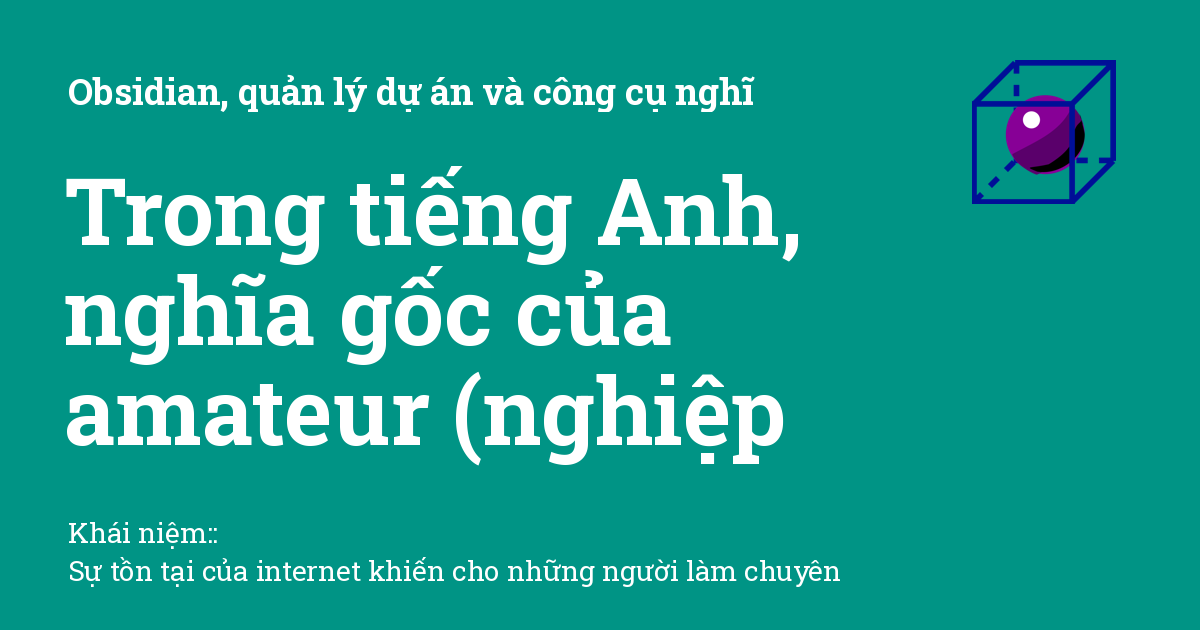 Obsidian, quản lý dự án và công cụ nghĩ
Trong tiếng Anh,
nghĩa gốc của
amateur (nghiệp
Khái niệm::
Sự tồn tại của internet khiến cho những người làm chuyên